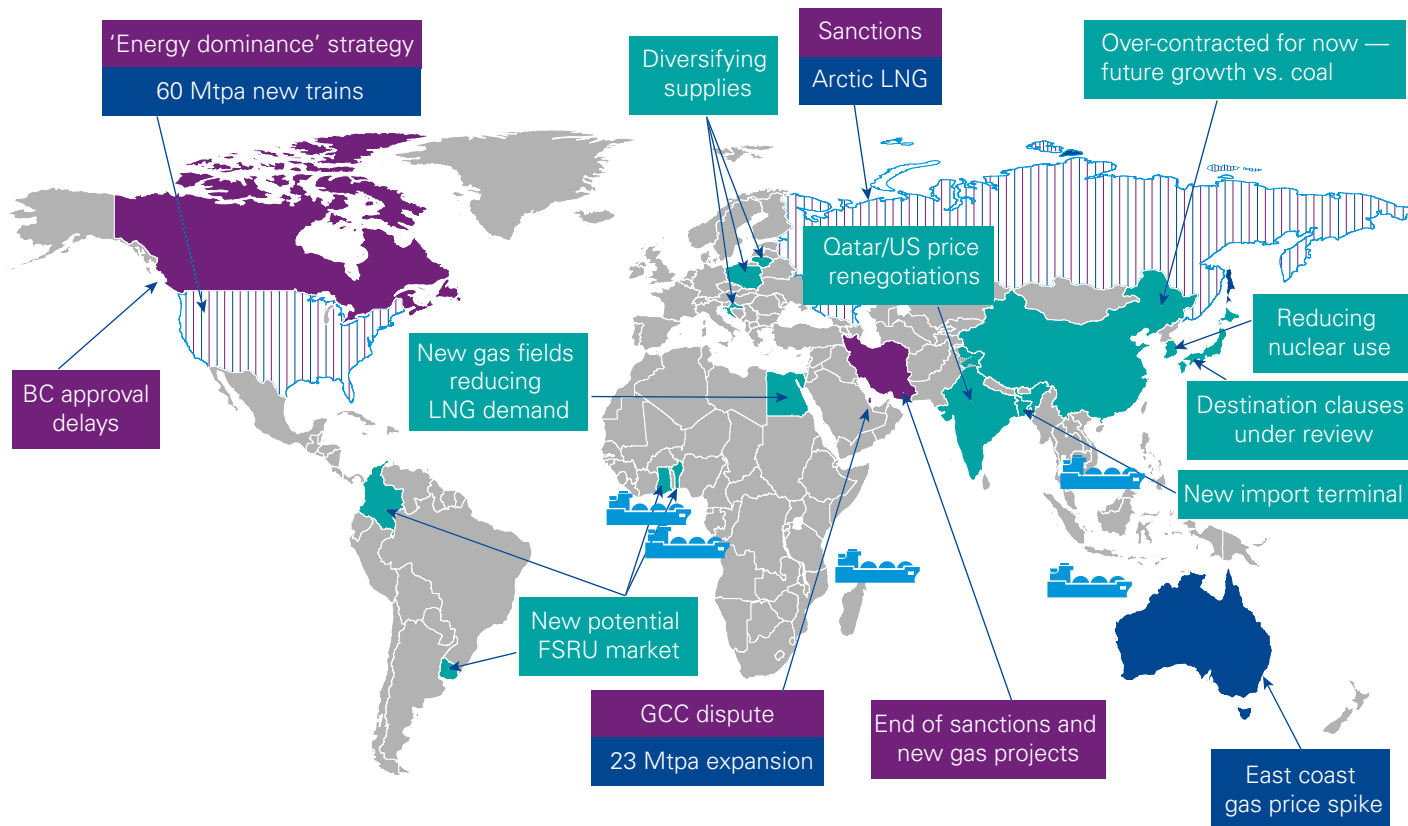 ‘Energy dominance’ strategy
60 Mtpa new trains
Diversifying
supplies
Sanctions
Arctic LNG
Over-contracted for now —
future growth vs. coal
Qatar/US price
renegotiations
New gas fields
reducing
LNG demand
BC approval
delays
Reducing
nuclear use
Destination clauses
under review
New import terminal
New potential
FSRU market
GCC dispute
23 Mtpa expansion
End of sanctions and
new gas projects
East coast
gas price spike